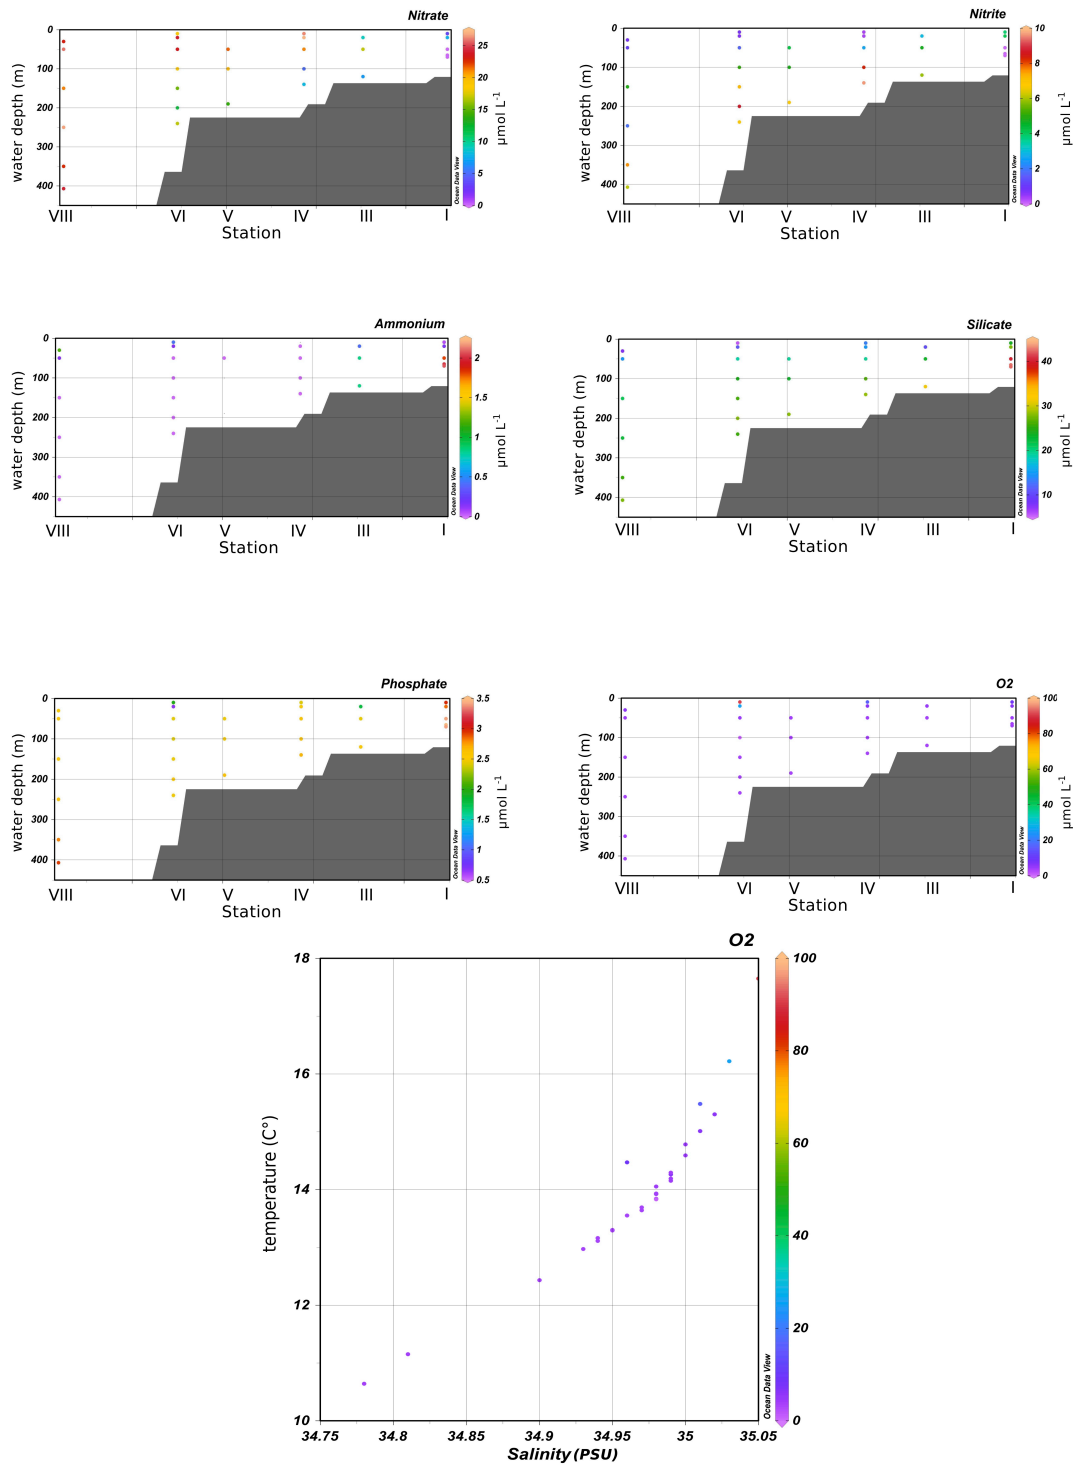 Nitrate
0
100
200
300
400
water depth (m)
VIII VI V IV III I
Station
25
20
15
10
5
0
µmol L-1
Ocean Data View
Nitrite
0
100
200
300
400
water depth (m)
VIII VI V IV III I
Station
10
8
6
4
2
0
µmol L-1
Ocean Data View
Ammonium
0
100
200
300
400
water depth (m)
VIII VI V IV III I
Station
2
1.5
1
0.5
0
µmol L-1
Ocean Data View
Silicate
0
100
200
300
400
water depth (m)
VIII VI V IV III I
Station
40
30
20
10
µmol L-1
Ocean Data View
Phosphate
0
100
200
300
400
water depth (m)
VIII VI V IV III I
Station
3.5
3
2.5
2
1.5
1
0.5
µmol L-1
Ocean Data View
O2
0
100
200
300
400
water depth (m)
VIII VI V IV III I
Station
100
80
60
40
20
0
µmol L-1
Ocean Data View
O2
18
16
14
12
10
temperature (C°)
34.75 34.8 34.85 34.9 34.95 35 35.05
Salinity (PSU)
100
80
60
40
20
0
Ocean Data View